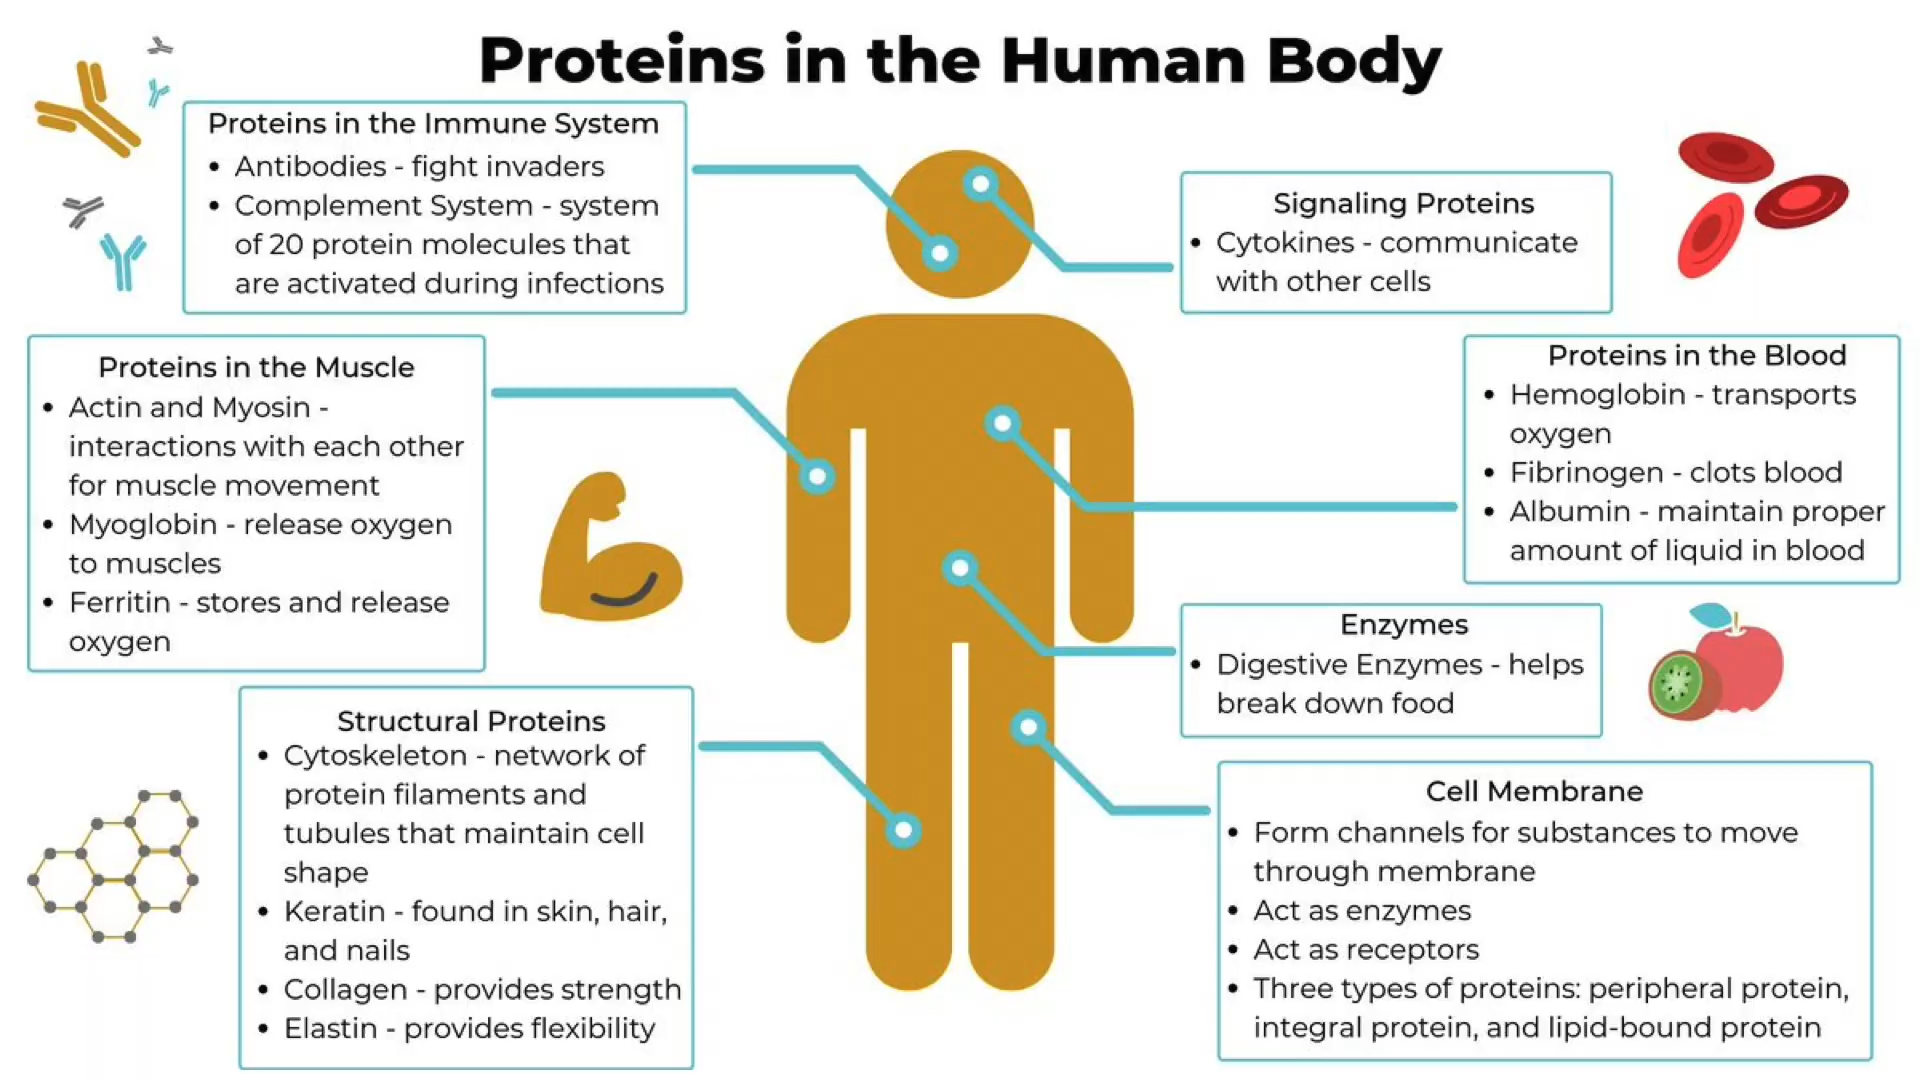 Proteins in the Human Body
Proteins in the Immune System
• Antibodies - fight invaders
• Complement System - system
of 20 protein molecules that
are activated during infections
Signaling Proteins
• Cytokines - communicate
with other cells
Proteins in the Muscle
• Actin and Myosin -
interactions with each other
for muscle movement
• Myoglobin - release oxygen
to muscles
• Ferritin - stores and release
oxygen
Proteins in the Blood
• Hemoglobin - transports
oxygen
• Fibrinogen - clots blood
• Albumin - maintain proper
amount of liquid in blood
Enzymes
• Digestive Enzymes - helps
break down food
Structural Proteins
• Cytoskeleton - network of
protein filaments and
tubules that maintain cell
shape
• Keratin - found in skin, hair,
and nails
• Collagen - provides strength
• Elastin - provides flexibility
Cell Membrane
• Form channels for substances to move
through membrane
• Act as enzymes
• Act as receptors
• Three types of proteins: peripheral protein,
integral protein, and lipid-bound protein